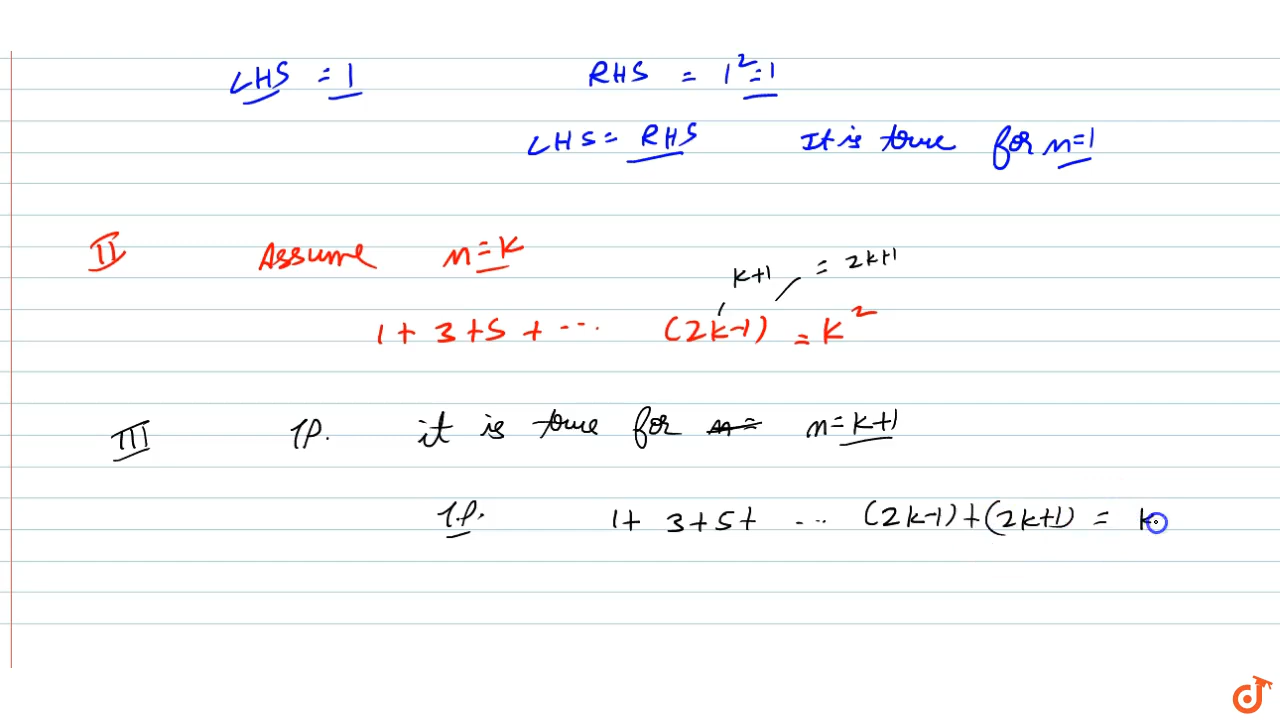 LHS = 1 RHS = 1² = 1
LHS = RHS It is true for n=1
II Assume n=k
k+1 = 2k+1
1 + 3 + 5 + ... (2k-1) = k²
III TP. it is true for n= n=k+1
T.P. 1 + 3 + 5 + ... (2k-1) + (2k+1) = k